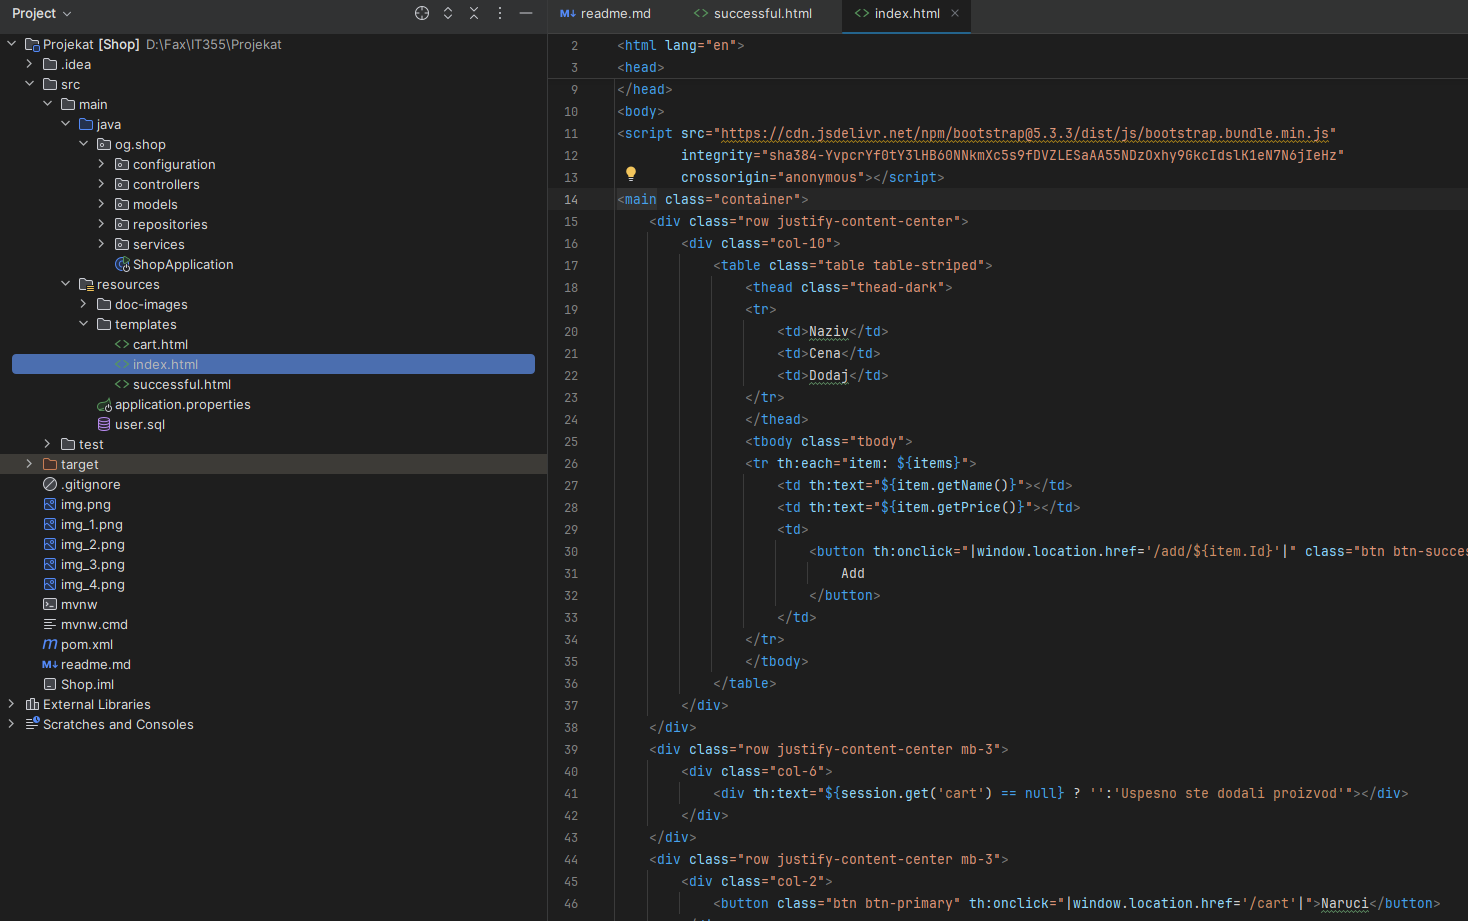 Project
Projekat [Shop] D:\Fax\IT355\Projekat
.idea
src
main
java
og.shop
configuration
controllers
models
repositories
services
ShopApplication
resources
doc-images
templates
cart.html
index.html
successful.html
application.properties
user.sql
test
target
.gitignore
img.png
img_1.png
img_2.png
img_3.png
img_4.png
mvnw
mvnw.cmd
pom.xml
readme.md
Shop.iml
External Libraries
Scratches and Consoles
readme.md successful.html index.html
2 <html lang="en">
3 <head>
9 </head>
10 <body>
11 <script src="https://cdn.jsdelivr.net/npm/bootstrap@5.3.3/dist/js/bootstrap.bundle.min.js"
12 integrity="sha384-YvpcrYf0tY3lHB60NNkmXc5s9fDVZLESaAA55NDzOxhy9GkcIdslK1eN7N6jIeHz"
13 crossorigin="anonymous"></script>
14 <main class="container">
15 <div class="row justify-content-center">
16 <div class="col-10">
17 <table class="table table-striped">
18 <thead class="thead-dark">
19 <tr>
20 <td>Naziv</td>
21 <td>Cena</td>
22 <td>Dodaj</td>
23 </tr>
24 </thead>
25 <tbody class="tbody">
26 <tr th:each="item: ${items}">
27 <td th:text="${item.getName()}"></td>
28 <td th:text="${item.getPrice()}"></td>
29 <td>
30 <button th:onclick="|window.location.href='/add/${item.Id}'|" class="btn btn-succes
31 Add
32 </button>
33 </td>
34 </tr>
35 </tbody>
36 </table>
37 </div>
38 </div>
39 <div class="row justify-content-center mb-3">
40 <div class="col-6">
41 <div th:text="${session.get('cart') == null} ? '':'Uspesno ste dodali proizvod'"></div>
42 </div>
43 </div>
44 <div class="row justify-content-center mb-3">
45 <div class="col-2">
46 <button class="btn btn-primary" th:onclick="|window.location.href='/cart'|">Naruci</button>